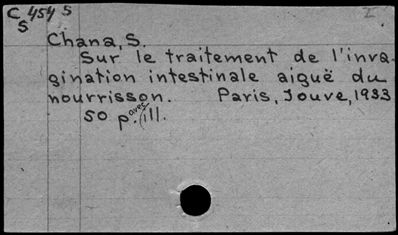 C 454 S
S
I
Chana, S.
Sur le traitement de l'inva-
gination intestinale aiguë du
nourrisson. Paris, Jouve, 1933
50 p. avec ill.